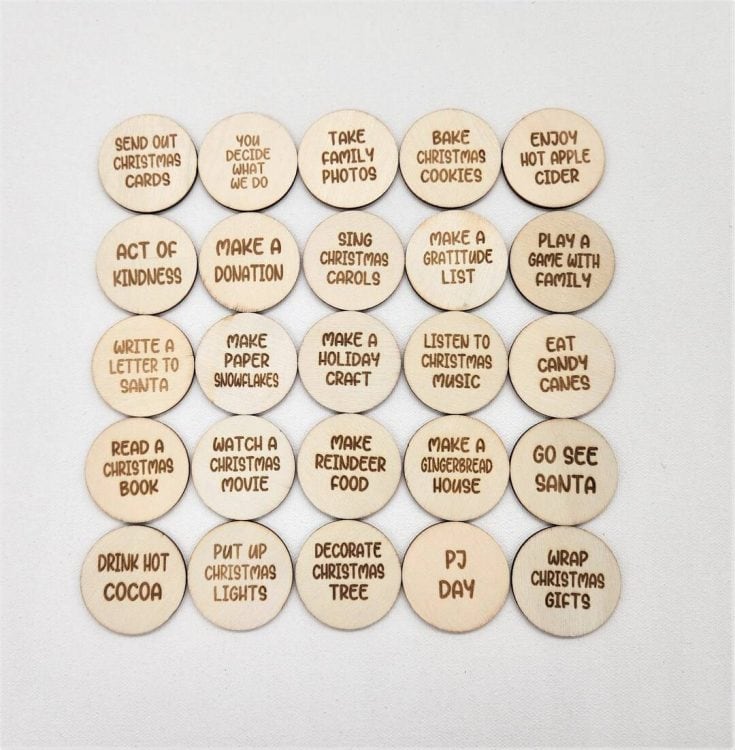 SEND OUT
CHRISTMAS
CARDS
YOU
DECIDE
WHAT
WE DO
TAKE
FAMILY
PHOTOS
BAKE
CHRISTMAS
COOKIES
ENJOY
HOT APPLE
CIDER
ACT OF
KINDNESS
MAKE A
DONATION
SING
CHRISTMAS
CAROLS
MAKE A
GRATITUDE
LIST
PLAY A
GAME WITH
FAMILY
WRITE A
LETTER TO
SANTA
MAKE
PAPER
SNOWFLAKES
MAKE A
HOLIDAY
CRAFT
LISTEN TO
CHRISTMAS
MUSIC
EAT
CANDY
CANES
READ A
CHRISTMAS
BOOK
WATCH A
CHRISTMAS
MOVIE
MAKE
REINDEER
FOOD
MAKE A
GINGERBREAD
HOUSE
GO SEE
SANTA
DRINK HOT
COCOA
PUT UP
CHRISTMAS
LIGHTS
DECORATE
CHRISTMAS
TREE
PJ
DAY
WRAP
CHRISTMAS
GIFTS